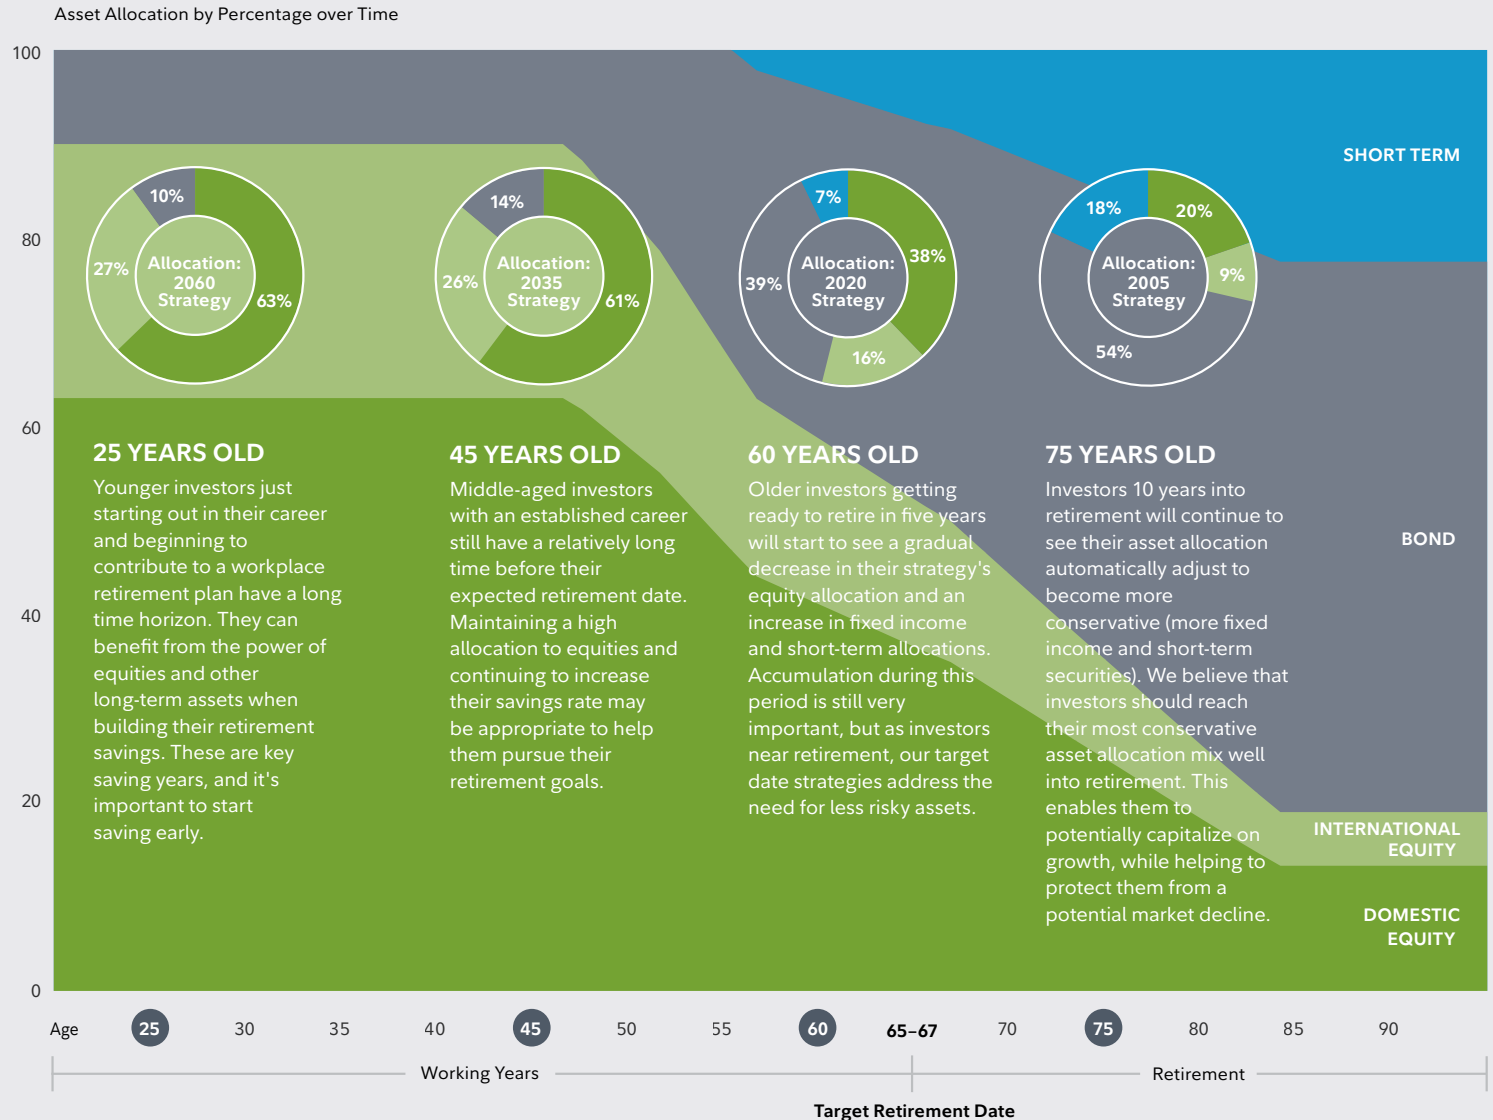 Asset Allocation by Percentage over Time
100
80
60
40
20
0
SHORT TERM
BOND
INTERNATIONAL
EQUITY
DOMESTIC
EQUITY
10%
27%
63%
Allocation:
2060
Strategy
14%
26%
61%
Allocation:
2035
Strategy
7%
38%
39%
16%
Allocation:
2020
Strategy
18%
20%
9%
54%
Allocation:
2005
Strategy
25 YEARS OLD
Younger investors just
starting out in their career
and beginning to
contribute to a workplace
retirement plan have a long
time horizon. They can
benefit from the power of
equities and other
long-term assets when
building their retirement
savings. These are key
saving years, and it's
important to start
saving early.
45 YEARS OLD
Middle-aged investors
with an established career
still have a relatively long
time before their
expected retirement date.
Maintaining a high
allocation to equities and
continuing to increase
their savings rate may
be appropriate to help
them pursue their
retirement goals.
60 YEARS OLD
Older investors getting
ready to retire in five years
will start to see a gradual
decrease in their strategy's
equity allocation and an
increase in fixed income
and short-term allocations.
Accumulation during this
period is still very
important, but as investors
near retirement, our target
date strategies address the
need for less risky assets.
75 YEARS OLD
Investors 10 years into
retirement will continue to
see their asset allocation
automatically adjust to
become more
conservative (more fixed
income and short-term
securities). We believe that
investors should reach
their most conservative
asset allocation mix well
into retirement. This
enables them to
potentially capitalize on
growth, while helping to
protect them from a
potential market decline.
Age 25 30 35 40 45 50 55 60 65–67 70 75 80 85 90
Working Years
Retirement
Target Retirement Date